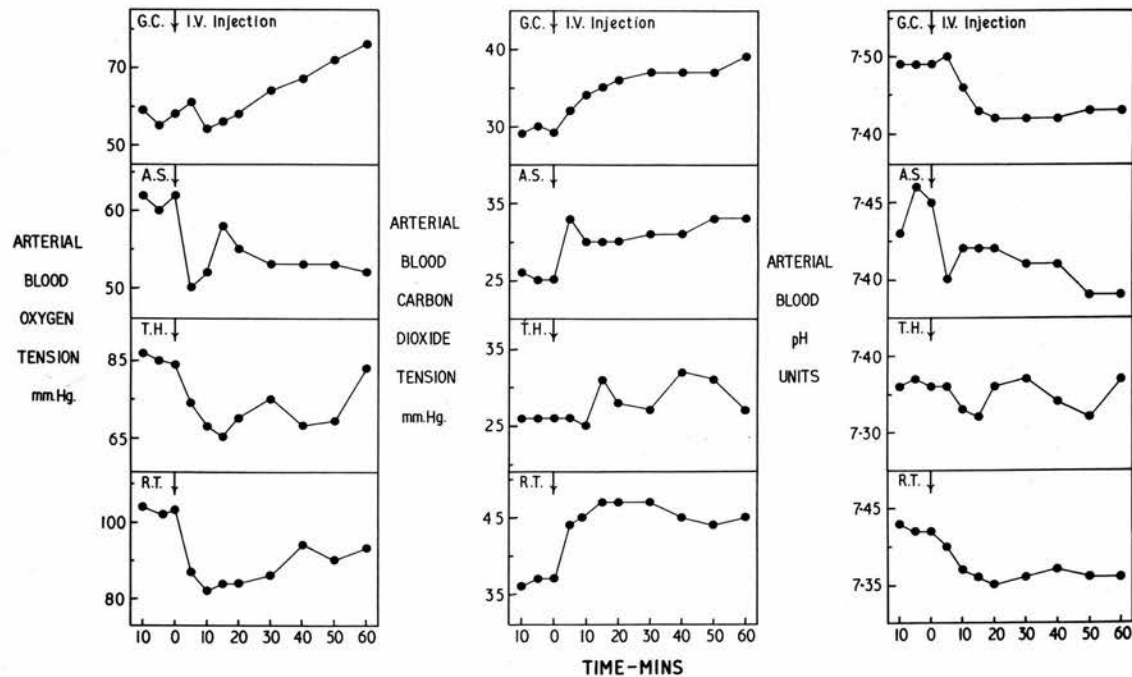 G.C. I.V. Injection
70
50
A.S.
60
50
T.H.
85
65
R.T.
100
80
10 0 10 20 30 40 50 60
ARTERIAL
BLOOD
OXYGEN
TENSION
mm.Hg.
G.C. I.V. Injection
40
30
A.S.
35
25
T.H.
35
25
R.T.
45
35
10 0 10 20 30 40 50 60
ARTERIAL
BLOOD
CARBON
DIOXIDE
TENSION
mm.Hg.
G.C. I.V. Injection
7·50
7·40
A.S.
7·45
7·40
T.H.
7·40
7·30
R.T.
7·45
7·35
10 0 10 20 30 40 50 60
ARTERIAL
BLOOD
pH
UNITS
TIME-MINS